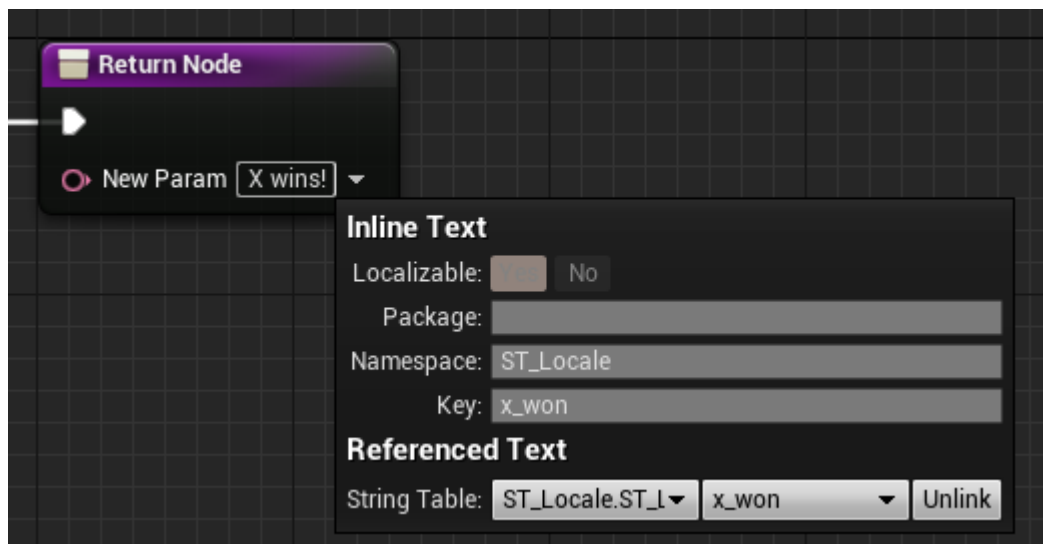 Return Node
New Param X wins!
Inline Text
Localizable: Yes No
Package:
Namespace: ST_Locale
Key: x_won
Referenced Text
String Table: ST_Locale.ST_L x_won Unlink